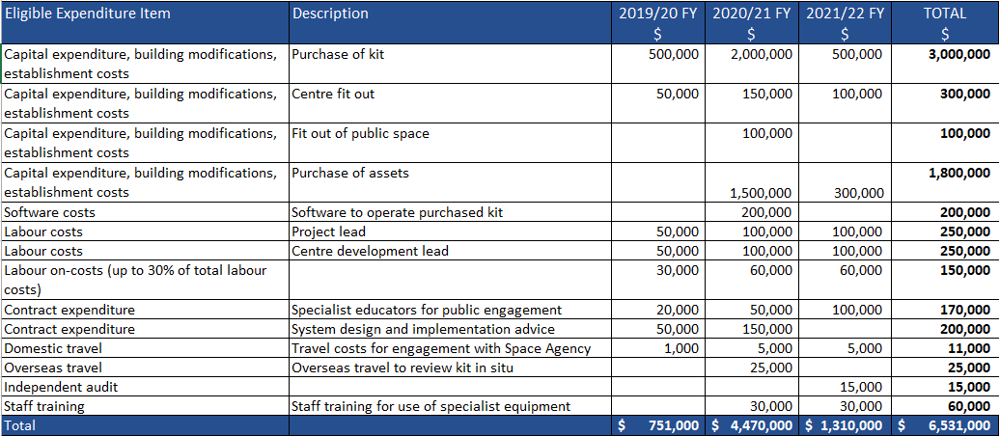 Eligible Expenditure Item Description 2019/20 FY 2020/21 FY 2021/22 FY TOTAL
$ $ $ $
Capital expenditure, building modifications, Purchase of kit 500,000 2,000,000 500,000 3,000,000
establishment costs
Capital expenditure, building modifications, Centre fit out 50,000 150,000 100,000 300,000
establishment costs
Capital expenditure, building modifications, Fit out of public space 100,000 100,000
establishment costs
Capital expenditure, building modifications, Purchase of assets 1,800,000
establishment costs 1,500,000 300,000
Software costs Software to operate purchased kit 200,000 200,000
Labour costs Project lead 50,000 100,000 100,000 250,000
Labour costs Centre development lead 50,000 100,000 100,000 250,000
Labour on-costs (up to 30% of total labour 30,000 60,000 60,000 150,000
costs)
Contract expenditure Specialist educators for public engagement 20,000 50,000 100,000 170,000
Contract expenditure System design and implementation advice 50,000 150,000 200,000
Domestic travel Travel costs for engagement with Space Agency 1,000 5,000 5,000 11,000
Overseas travel Overseas travel to review kit in situ 25,000 25,000
Independent audit 15,000 15,000
Staff training Staff training for use of specialist equipment 30,000 30,000 60,000
Total $ 751,000 $ 4,470,000 $ 1,310,000 $ 6,531,000